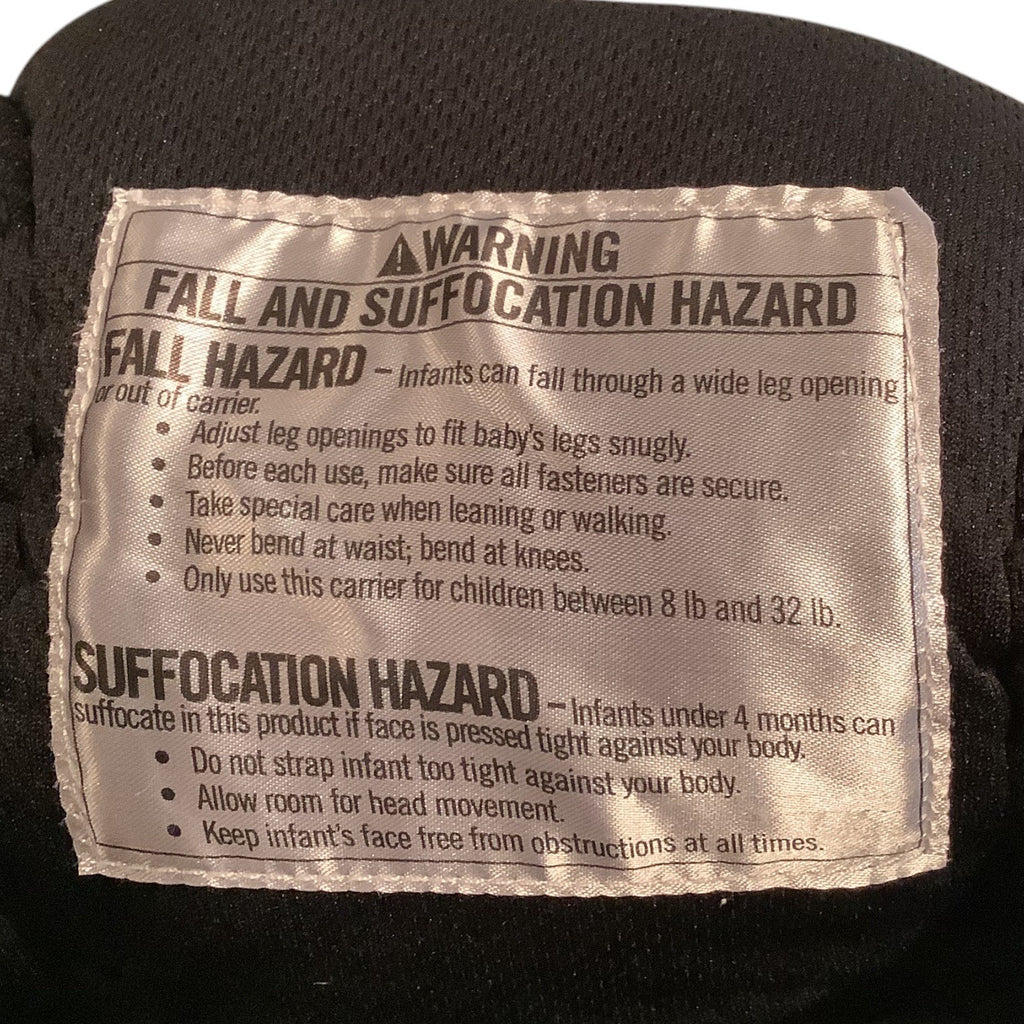 ⚠WARNING
FALL AND SUFFOCATION HAZARD
FALL HAZARD – Infants can fall through a wide leg opening
or out of carrier.
• Adjust leg openings to fit baby's legs snugly.
• Before each use, make sure all fasteners are secure.
• Take special care when leaning or walking.
• Never bend at waist; bend at knees.
• Only use this carrier for children between 8 lb and 32 lb.
SUFFOCATION HAZARD – Infants under 4 months can
suffocate in this product if face is pressed tight against your body.
• Do not strap infant too tight against your body.
• Allow room for head movement.
• Keep infant's face free from obstructions at all times.